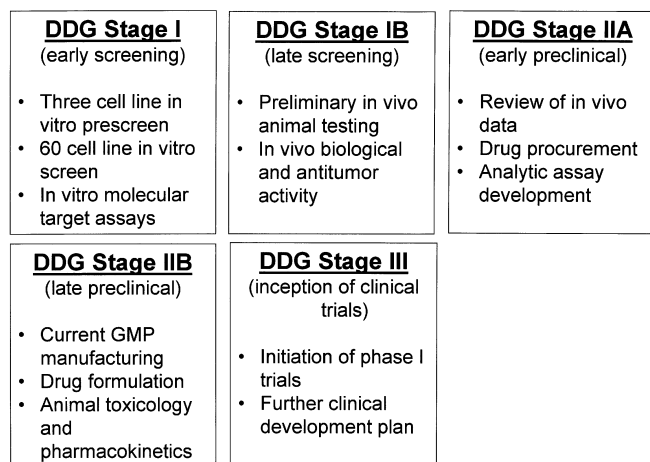 DDG Stage I
(early screening)
• Three cell line in
vitro prescreen
• 60 cell line in vitro
screen
• In vitro molecular
target assays
DDG Stage IB
(late screening)
• Preliminary in vivo
animal testing
• In vivo biological
and antitumor
activity
DDG Stage IIA
(early preclinical)
• Review of in vivo
data
• Drug procurement
• Analytic assay
development
DDG Stage IIB
(late preclinical)
• Current GMP
manufacturing
• Drug formulation
• Animal toxicology
and
pharmacokinetics
DDG Stage III
(inception of clinical
trials)
• Initiation of phase I
trials
• Further clinical
development plan